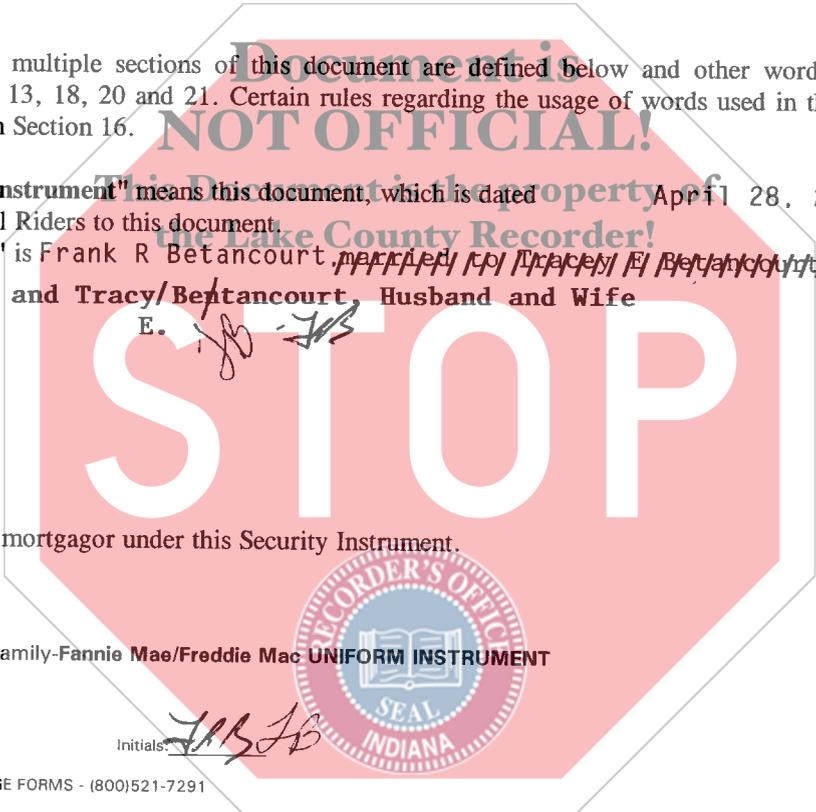 multiple sections of this document are defined below and other word
13, 18, 20 and 21. Certain rules regarding the usage of words used in t
Section 16.
Document is
NOT OFFICIAL!
This Document is the property of
the Lake County Recorder!
nstrument" means this document, which is dated April 28,
l Riders to this document.
" is Frank R Betancourt, married to Tracey E Betancourt,
and Tracy/Bentancourt, Husband and Wife
E.
STOP
mortgagor under this Security Instrument.
RECORDER'S OFFICE
SEAL
INDIANA
amily-Fannie Mae/Freddie Mac UNIFORM INSTRUMENT
Initials:
GE FORMS - (800)521-7291